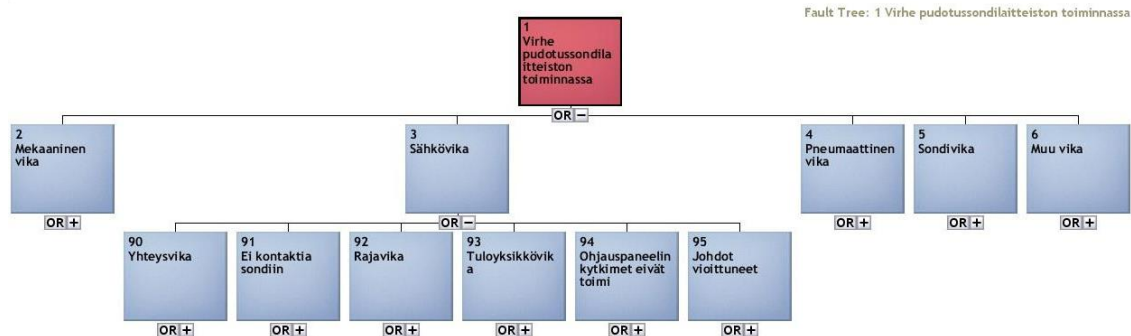 Fault Tree: 1 Virhe pudotussondilaitteiston toiminnassa
1
Virhe
pudotussondila
itteiston
toiminnassa
OR −
2
Mekaaninen
vika
OR +
3
Sähkövika
OR −
4
Pneumaattinen
vika
OR +
5
Sondivika
OR +
6
Muu vika
OR +
90
Yhteysvika
OR +
91
Ei kontaktia
sondiin
OR +
92
Rajavika
OR +
93
Tuloyksikkövik
a
OR +
94
Ohjauspaneelin
kytkimet eivät
toimi
OR +
95
Johdot
vioittuneet
OR +